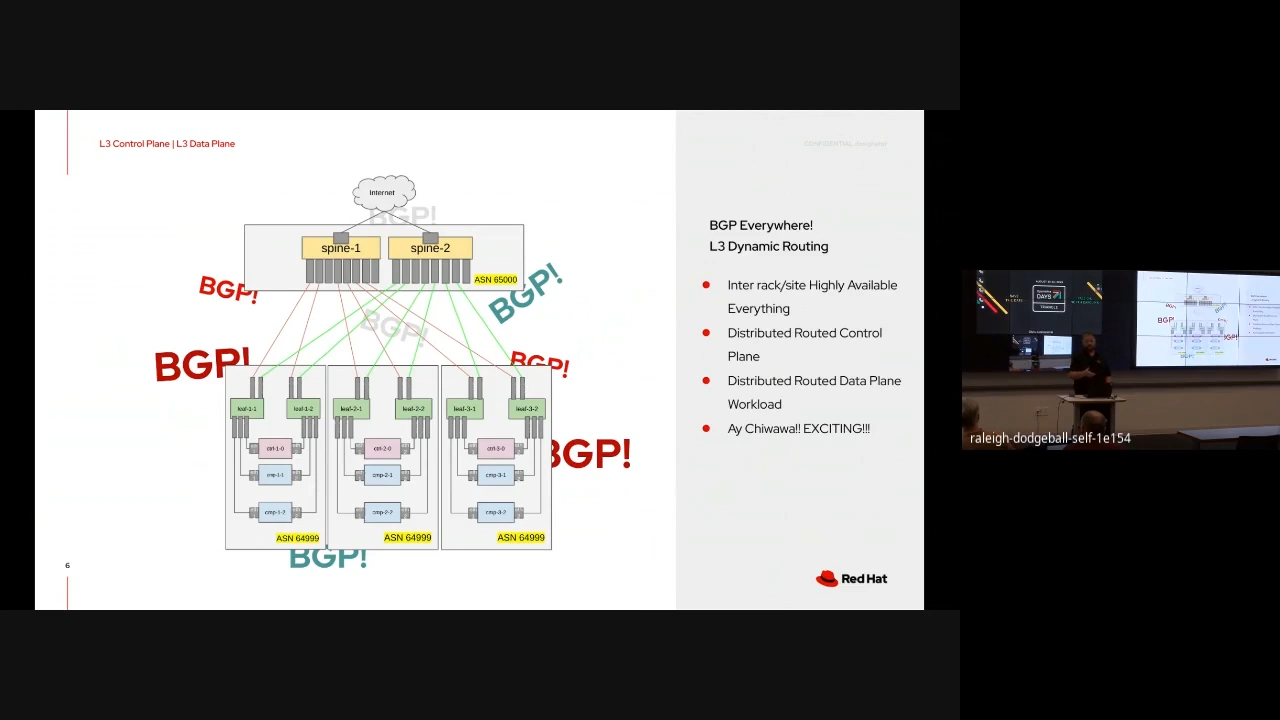 L3 Control Plane | L3 Data Plane
CONFIDENTIAL designator
Internet
BGP!
spine-1
spine-2
ASN 65000
BGP!
BGP!
BGP!
BGP!
BGP!
leaf-1-1
leaf-1-2
leaf-2-1
leaf-2-2
leaf-3-1
leaf-3-2
ctrl-1-0
ctrl-2-0
ctrl-3-0
cmp-1-1
cmp-2-1
cmp-3-1
BGP!
cmp-1-2
cmp-2-2
cmp-3-2
ASN 64999
ASN 64999
ASN 64999
BGP!
6
BGP Everywhere!
L3 Dynamic Routing
Inter rack/site Highly Available
Everything
Distributed Routed Control
Plane
Distributed Routed Data Plane
Workload
Ay Chiwawa!! EXCITING!!!
Red Hat
DAYS
raleigh-dodgeball-self-1e154